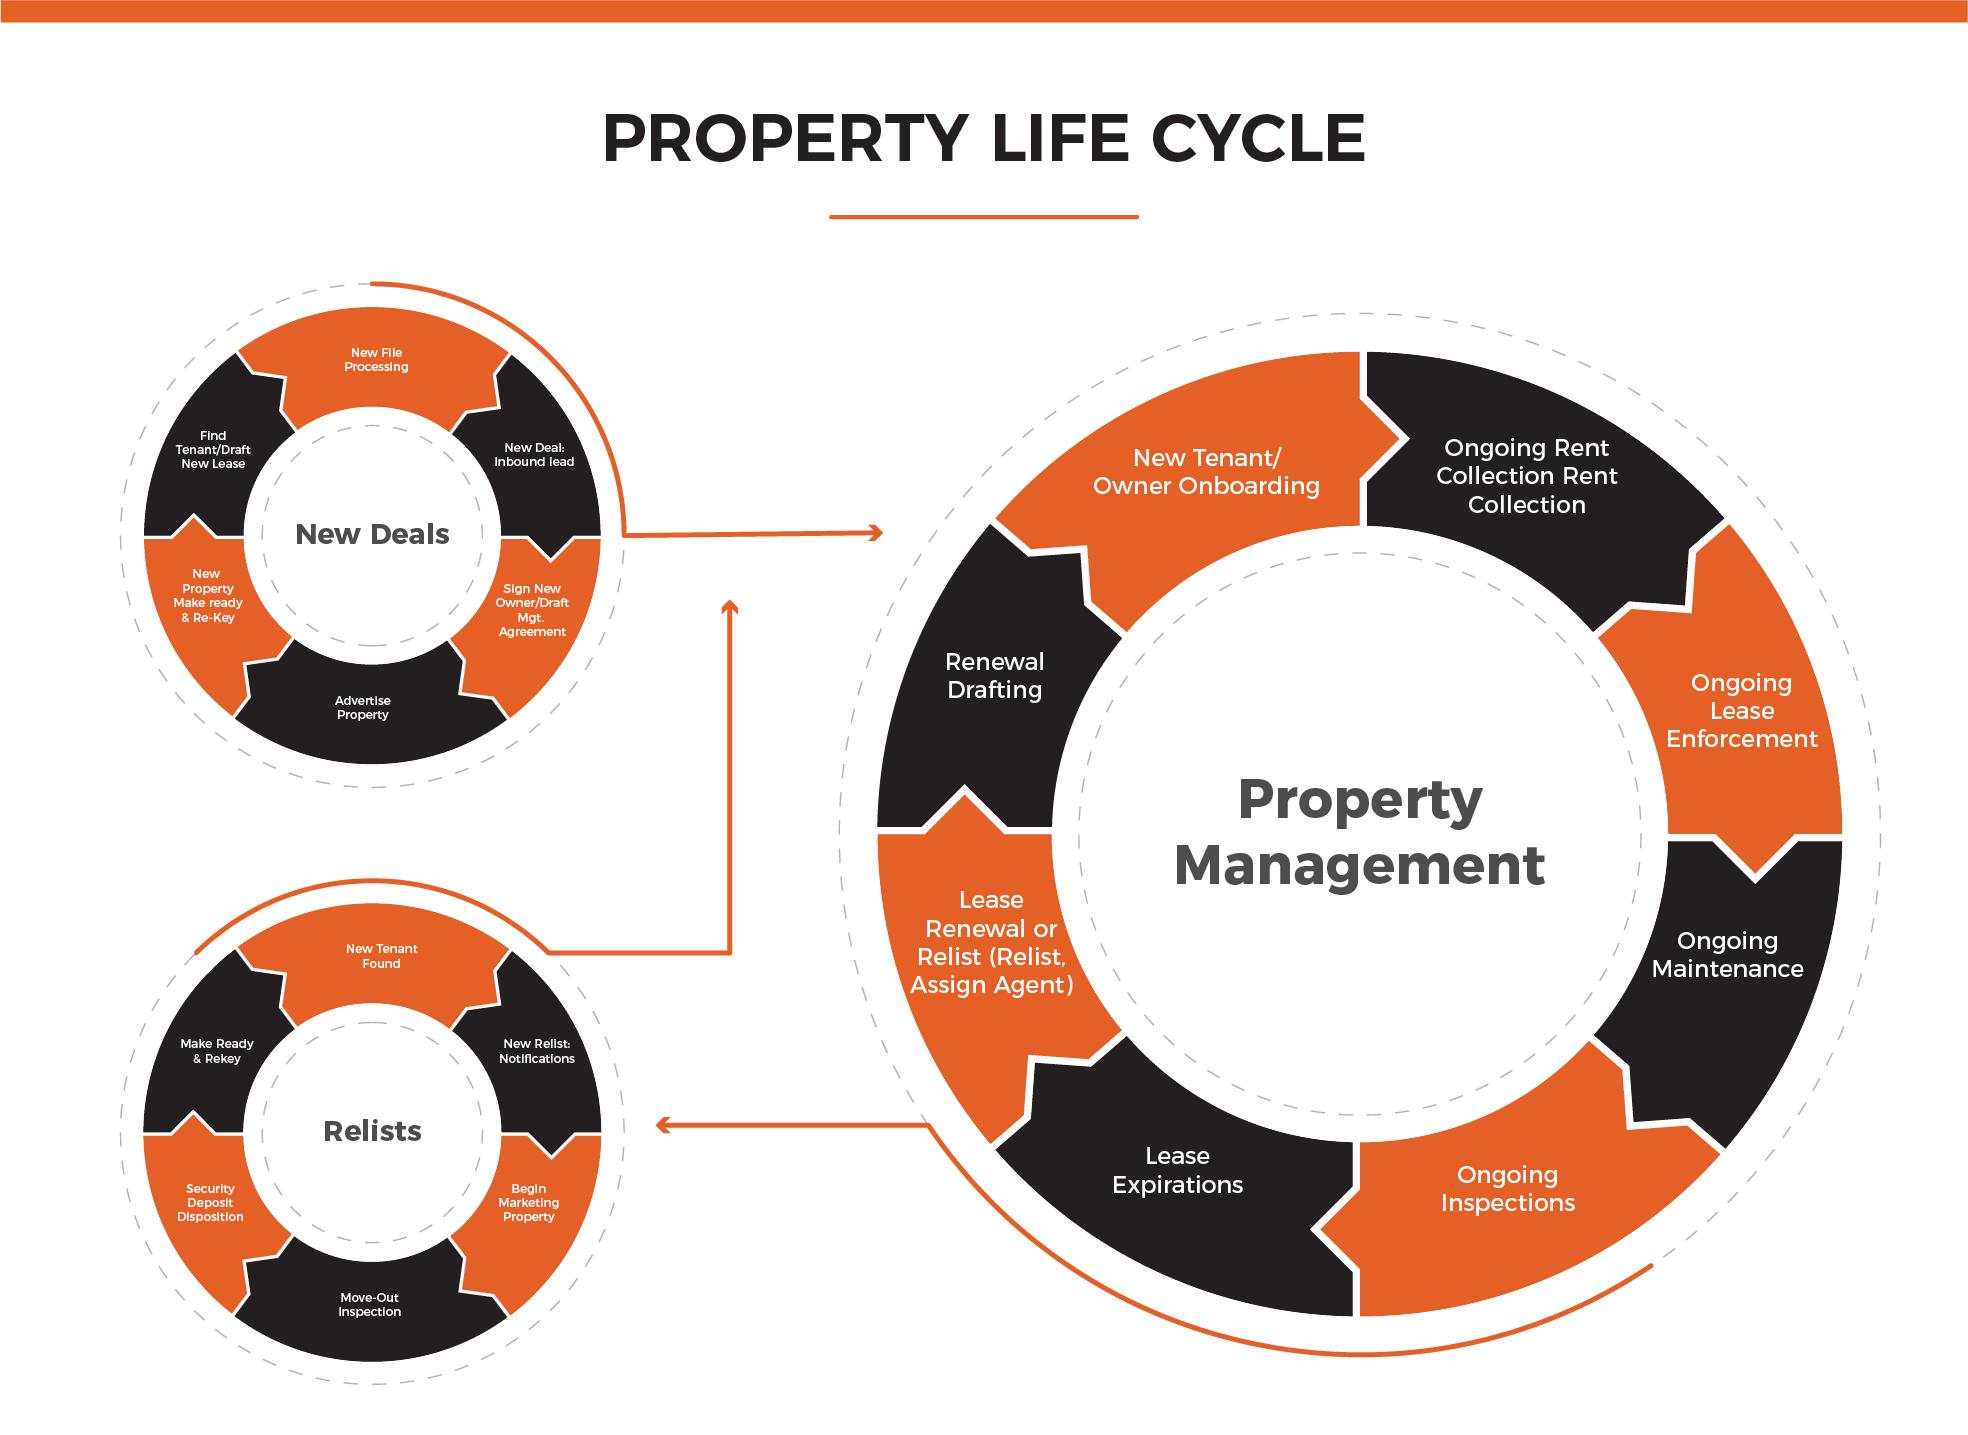 PROPERTY LIFE CYCLE
New Deals
New File
Processing
New Deal:
Inbound lead
Sign New
Owner/Draft
Mgt.
Agreement
Advertise
Property
New
Property
Make ready
& Re-Key
Find
Tenant/Draft
New Lease
Property
Management
New Tenant/
Owner Onboarding
Ongoing Rent
Collection Rent
Collection
Ongoing
Lease
Enforcement
Ongoing
Maintenance
Ongoing
Inspections
Lease
Expirations
Lease
Renewal or
Relist (Relist,
Assign Agent)
Renewal
Drafting
Relists
New Tenant
Found
New Relist:
Notifications
Begin
Marketing
Property
Move-Out
Inspection
Security
Deposit
Disposition
Make Ready
& Rekey